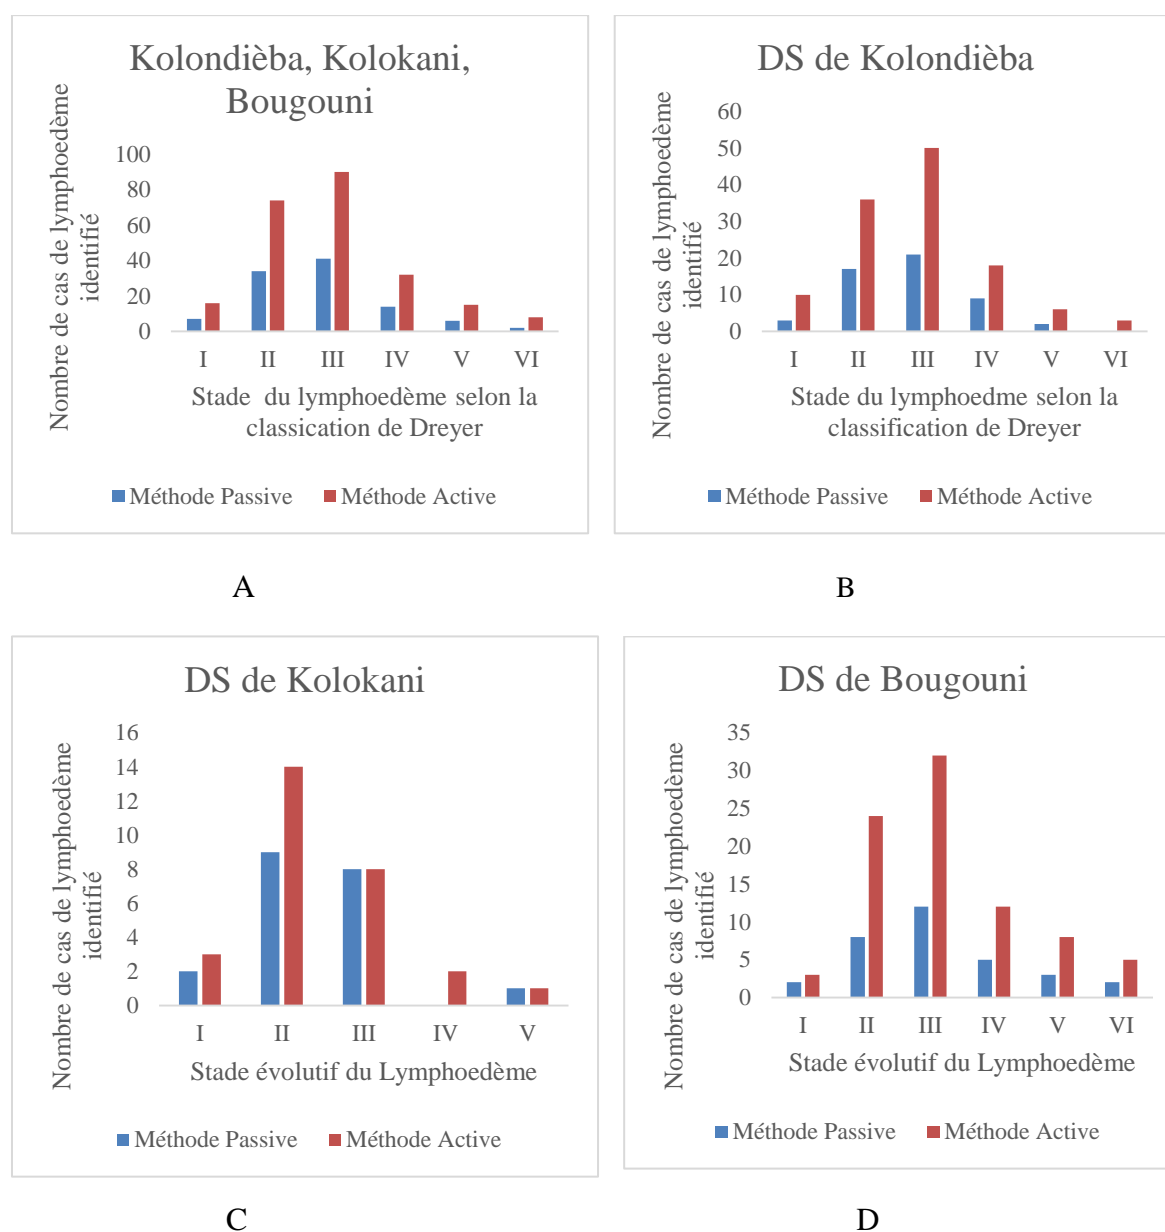 Kolondièba, Kolokani,
Bougouni
Nombre de cas de lymphoedème
identifié
100
80
60
40
20
0
I II III IV V VI
Stade du lymphoedème selon la
classication de Dreyer
Méthode Passive Méthode Active
A
DS de Kolondièba
Nombre de cas de lymphoedème
identifié
60
50
40
30
20
10
0
I II III IV V VI
Stade du lymphoedme selon la
classification de Dreyer
Méthode Passive Méthode Active
B
DS de Kolokani
Nombre de cas de lymphoedème
identifié
16
14
12
10
8
6
4
2
0
I II III IV V
Stade évolutif du Lymphoedème
Méthode Passive Méthode Active
C
DS de Bougouni
Nombre de cas de lymphoedème
identifié
35
30
25
20
15
10
5
0
I II III IV V VI
Stade évolutif du Lymphoedème
Méthode Passive Méthode Active
D